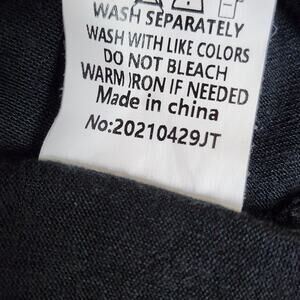 WASH SEPARATELY
WASH WITH LIKE COLORS
DO NOT BLEACH
WARM IRON IF NEEDED
Made in china
No:20210429JT